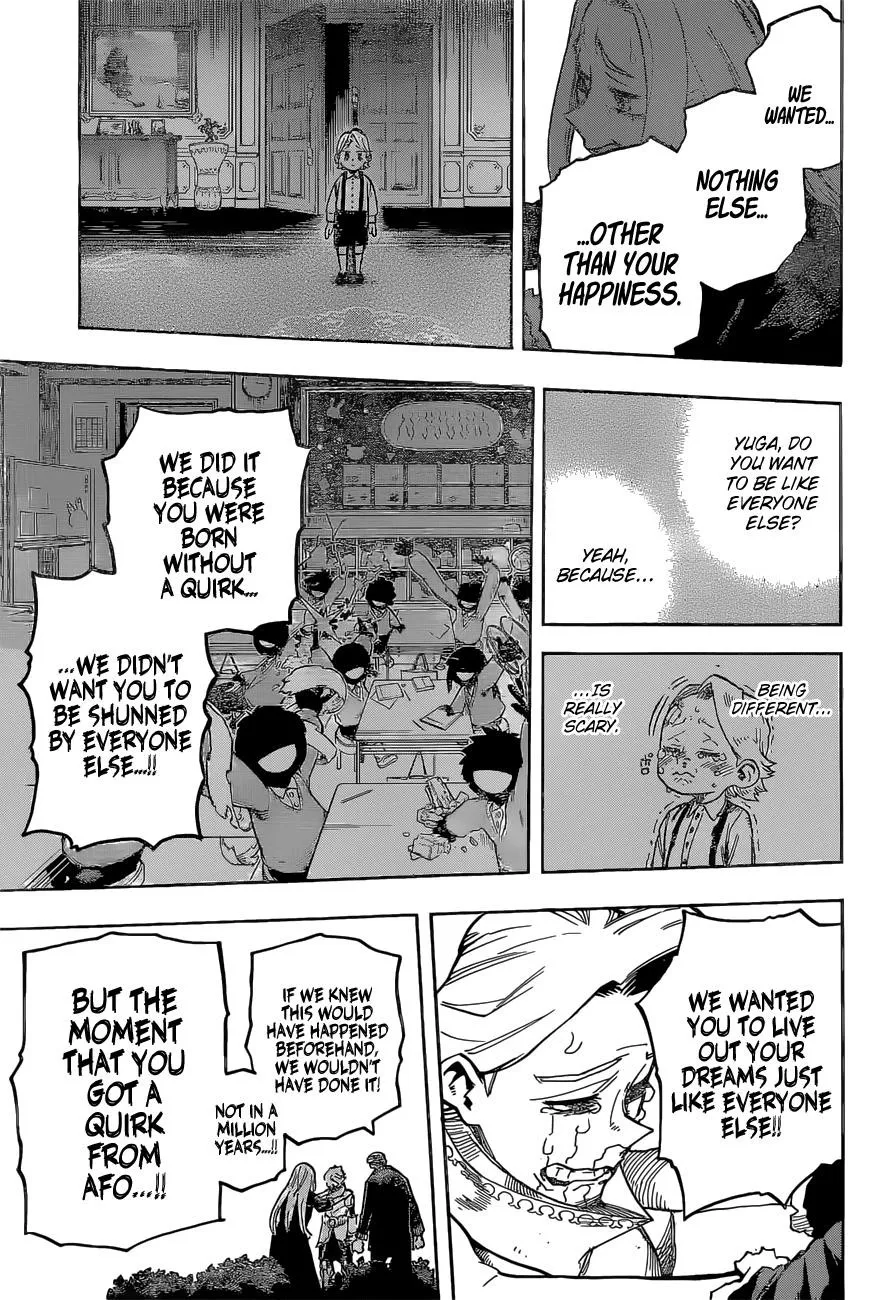 WE
WANTED...
NOTHING
ELSE...
...OTHER
THAN YOUR
HAPPINESS.
YUGA, DO
YOU WANT
TO BE LIKE
EVERYONE
ELSE?
YEAH,
BECAUSE...
BEING
DIFFERENT...
...IS
REALLY
SCARY.
WE DID IT
BECAUSE
YOU WERE
BORN
WITHOUT
A QUIRK...
...WE DIDN'T
WANT YOU TO
BE SHUNNED
BY EVERYONE
ELSE...!!
WE WANTED
YOU TO LIVE
OUT YOUR
DREAMS JUST
LIKE EVERYONE
ELSE!!
IF WE KNEW
THIS WOULD
HAVE HAPPENED
BEFOREHAND,
WE WOULDN'T
HAVE DONE IT!
NOT IN A
MILLION
YEARS...!!
BUT THE
MOMENT
THAT YOU
GOT A
QUIRK
FROM
AFO...!!